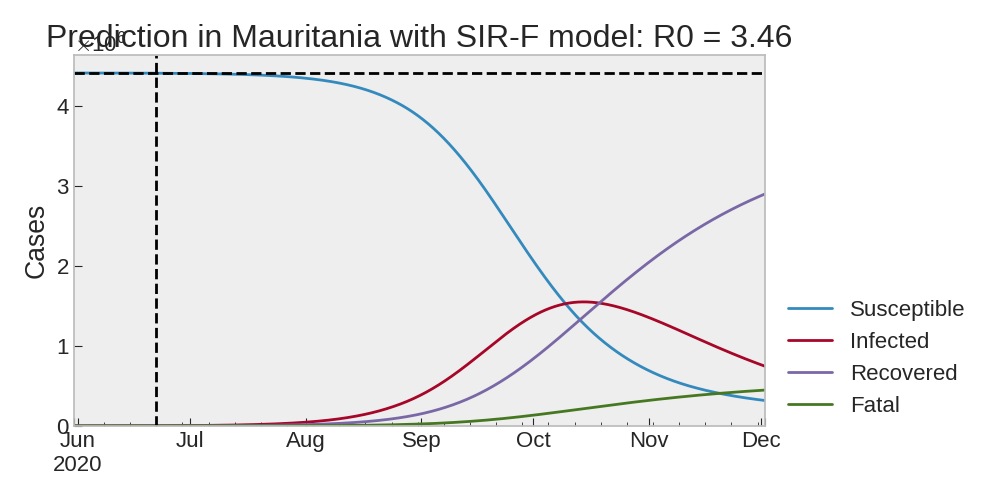 Prediction in Mauritania with SIR-F model: R0 = 3.46
×10⁶
4
3
2
1
0
Cases
Jun Jul Aug Sep Oct Nov Dec
2020
Susceptible
Infected
Recovered
Fatal